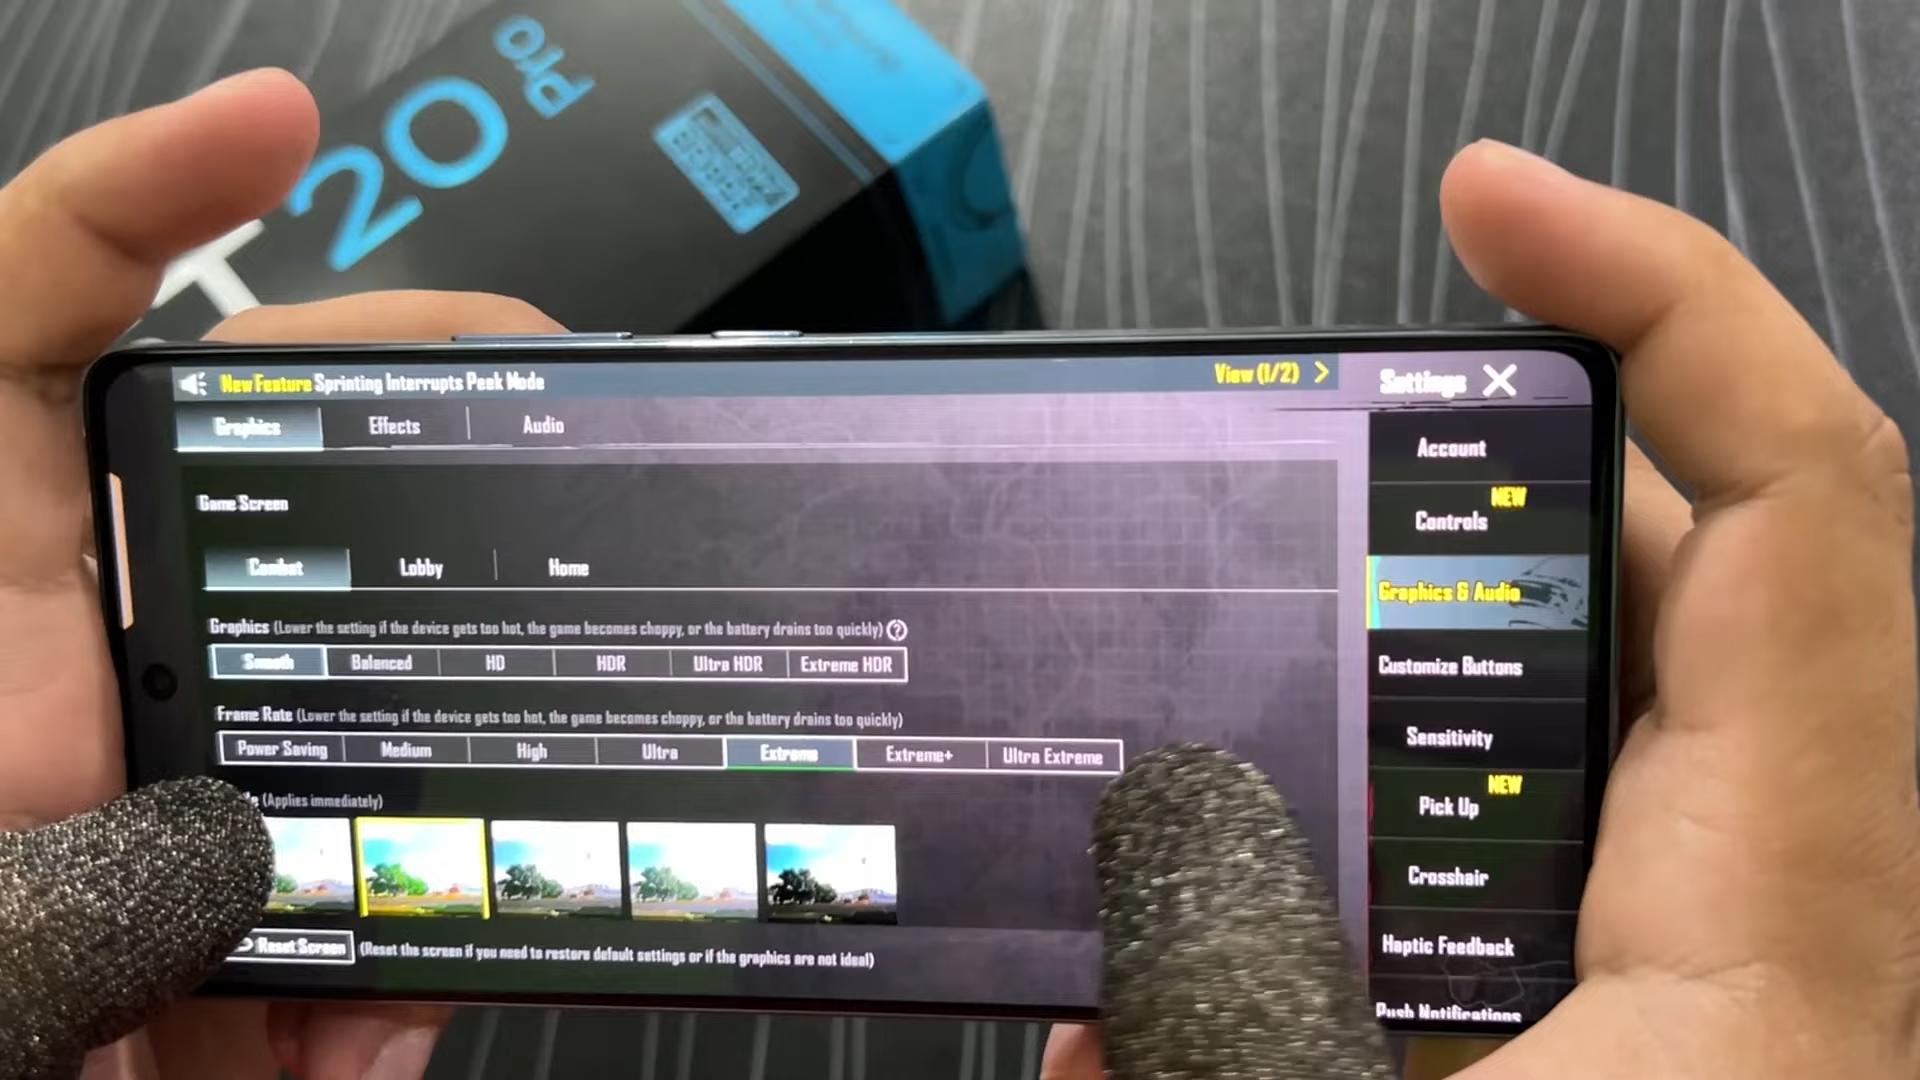 T20 Pro
New Feature Sprinting Interrupts Peek Mode
View (1/2)
Settings
Graphics
Effects
Audio
Account
Game Screen
NEW
Controls
Combat
Lobby
Home
Graphics & Audio
Graphics (Lower the setting if the device gets too hot, the game becomes choppy, or the battery drains too quickly)
Smooth
Balanced
HD
HDR
Ultra HDR
Extreme HDR
Customize Buttons
Frame Rate (Lower the setting if the device gets too hot, the game becomes choppy, or the battery drains too quickly)
Power Saving
Medium
High
Ultra
Extreme
Extreme+
Ultra Extreme
Sensitivity
NEW
Pick Up
(Applies immediately)
Crosshair
Reset Screen
(Reset the screen if you need to restore default settings or if the graphics are not ideal)
Haptic Feedback
Push Notifications